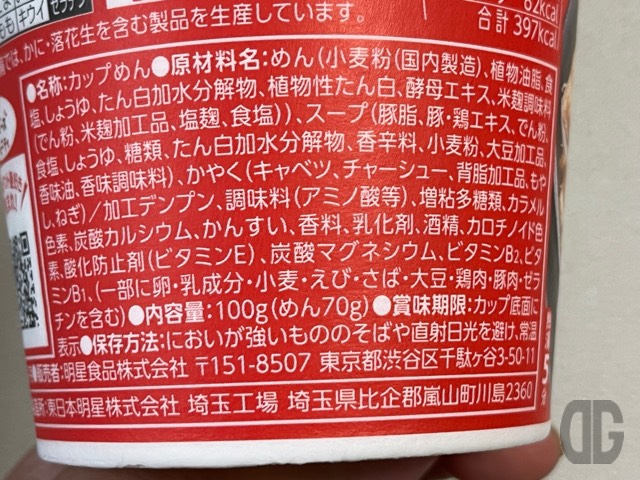 ゼラチン
もも キウイ
では、かに・落花生を含む製品を生産しています。
82kcal
合計 397kcal
●名称:カップめん●原材料名:めん(小麦粉(国内製造)、植物油脂、食
塩、しょうゆ、たん白加水分解物、植物性たん白、酵母エキス、米麹調味料
(でん粉、米麹加工品、塩麹、食塩))、スープ(豚脂、豚・鶏エキス、でん粉、
食塩、しょうゆ、糖類、たん白加水分解物、香辛料、小麦粉、大豆加工品、
香味油、香味調味料)、かやく(キャベツ、チャーシュー、背脂加工品、もや
し、ねぎ)/加工デンプン、調味料(アミノ酸等)、増粘多糖類、カラメル
色素、炭酸カルシウム、かんすい、香料、乳化剤、酒精、カロチノイド色
素、酸化防止剤(ビタミンE)、炭酸マグネシウム、ビタミンB2、ビタ
ミンB1、(一部に卵・乳成分・小麦・えび・さば・大豆・鶏肉・豚肉・ゼラ
チンを含む)●内容量:100g(めん70g)●賞味期限:カップ底面に
表示●保存方法:においが強いもののそばや直射日光を避け、常温
販売者:明星食品株式会社 〒151-8507 東京都渋谷区千駄ケ谷3-50-11
東日本明星株式会社 埼玉工場 埼玉県比企郡嵐山町川島2360
5
分
DG